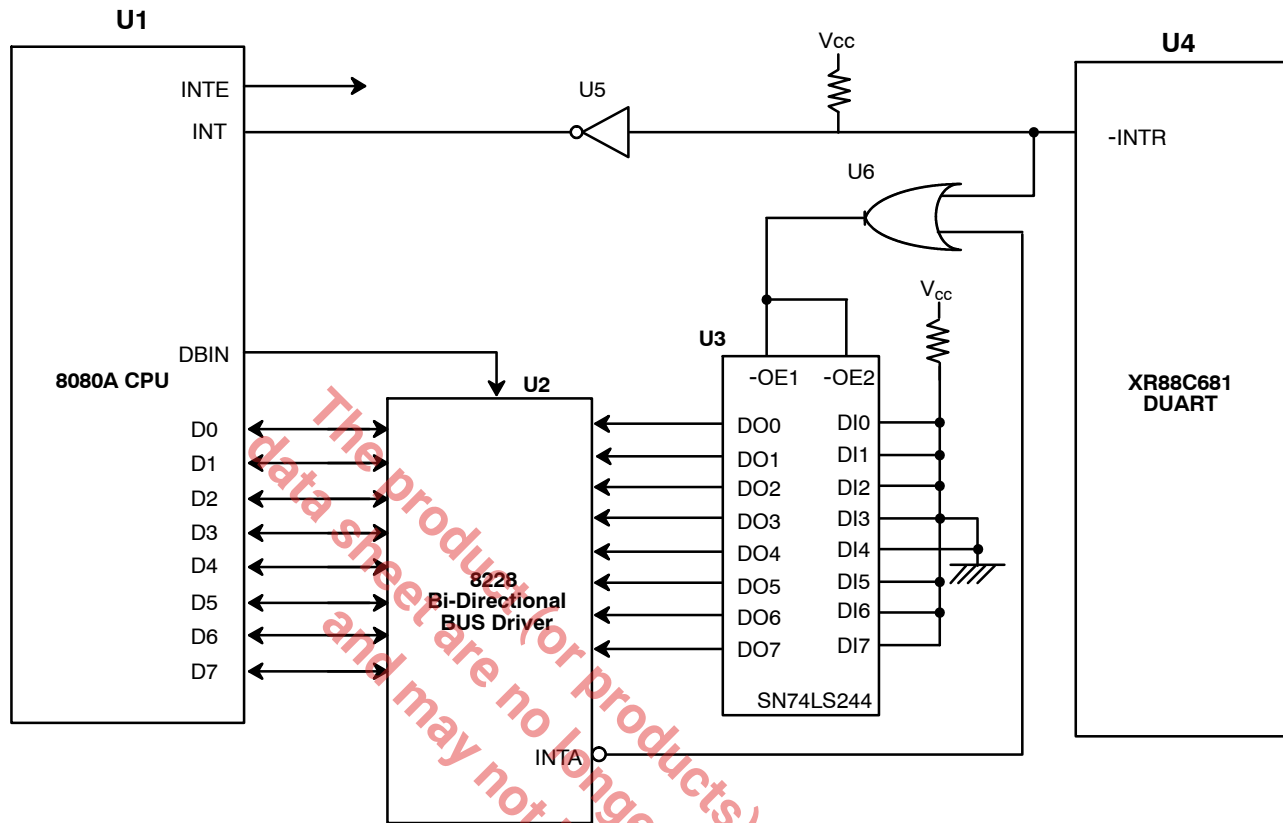 U1
8080A CPU
INTE
INT
DBIN
D0
D1
D2
D3
D4
D5
D6
D7
U5
Vcc
U6
U4
-INTR
XR88C681
DUART
U2
8228
Bi-Directional
BUS Driver
INTA
U3
-OE1 -OE2
DO0 DI0
DO1 DI1
DO2 DI2
DO3 DI3
DO4 DI4
DO5 DI5
DO6 DI6
DO7 DI7
SN74LS244
Vcc
The product (or products)
data sheet are no longe
and may not